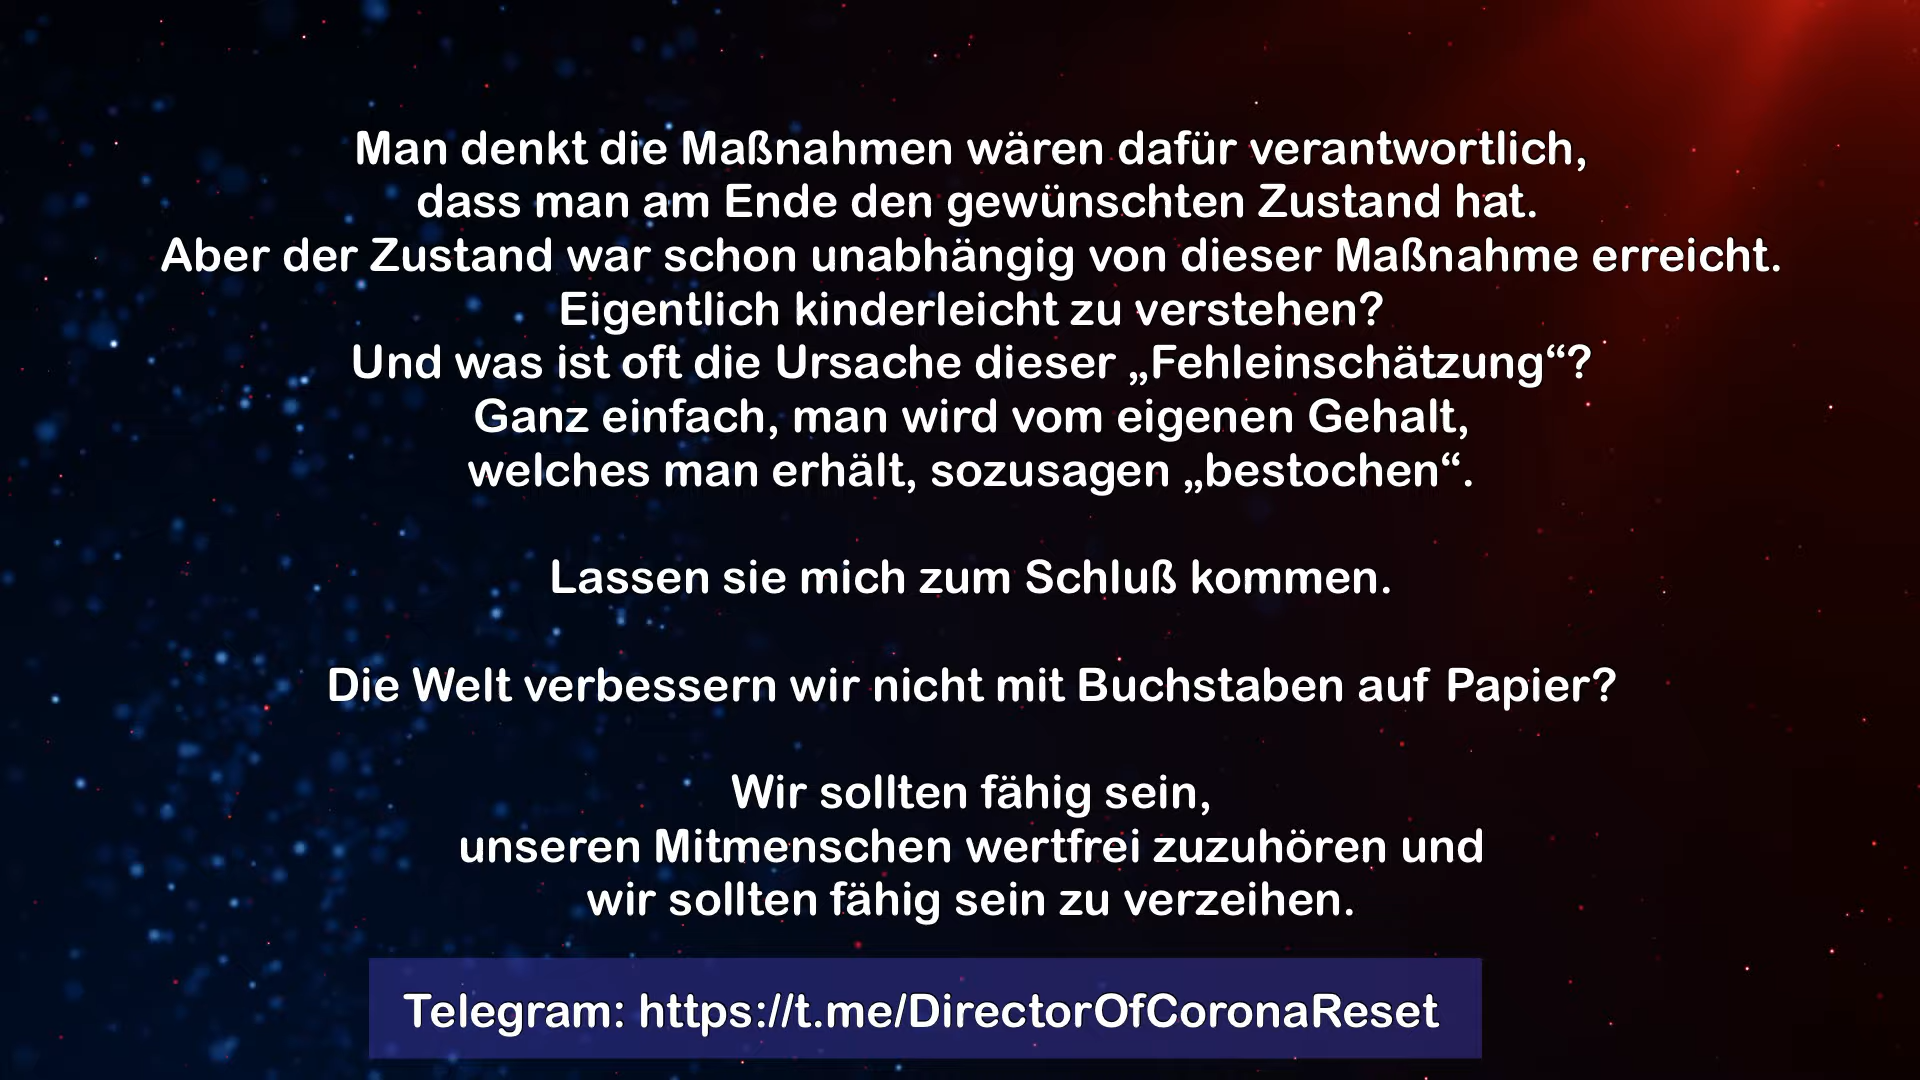 Man denkt die Maßnahmen wären dafür verantwortlich,
dass man am Ende den gewünschten Zustand hat.
Aber der Zustand war schon unabhängig von dieser Maßnahme erreicht.
Eigentlich kinderleicht zu verstehen?
Und was ist oft die Ursache dieser „Fehleinschätzung“?
Ganz einfach, man wird vom eigenen Gehalt,
welches man erhält, sozusagen „bestochen“.
Lassen sie mich zum Schluß kommen.
Die Welt verbessern wir nicht mit Buchstaben auf Papier?
Wir sollten fähig sein,
unseren Mitmenschen wertfrei zuzuhören und
wir sollten fähig sein zu verzeihen.
Telegram: https://t.me/DirectorOfCoronaReset